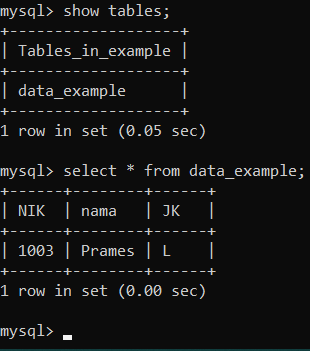 mysql> show tables;
+-------------------+
| Tables_in_example |
+-------------------+
| data_example      |
+-------------------+
1 row in set (0.05 sec)

mysql> select * from data_example;
+------+--------+------+
| NIK  | nama   | JK   |
+------+--------+------+
| 1003 | Prames | L    |
+------+--------+------+
1 row in set (0.00 sec)

mysql> _